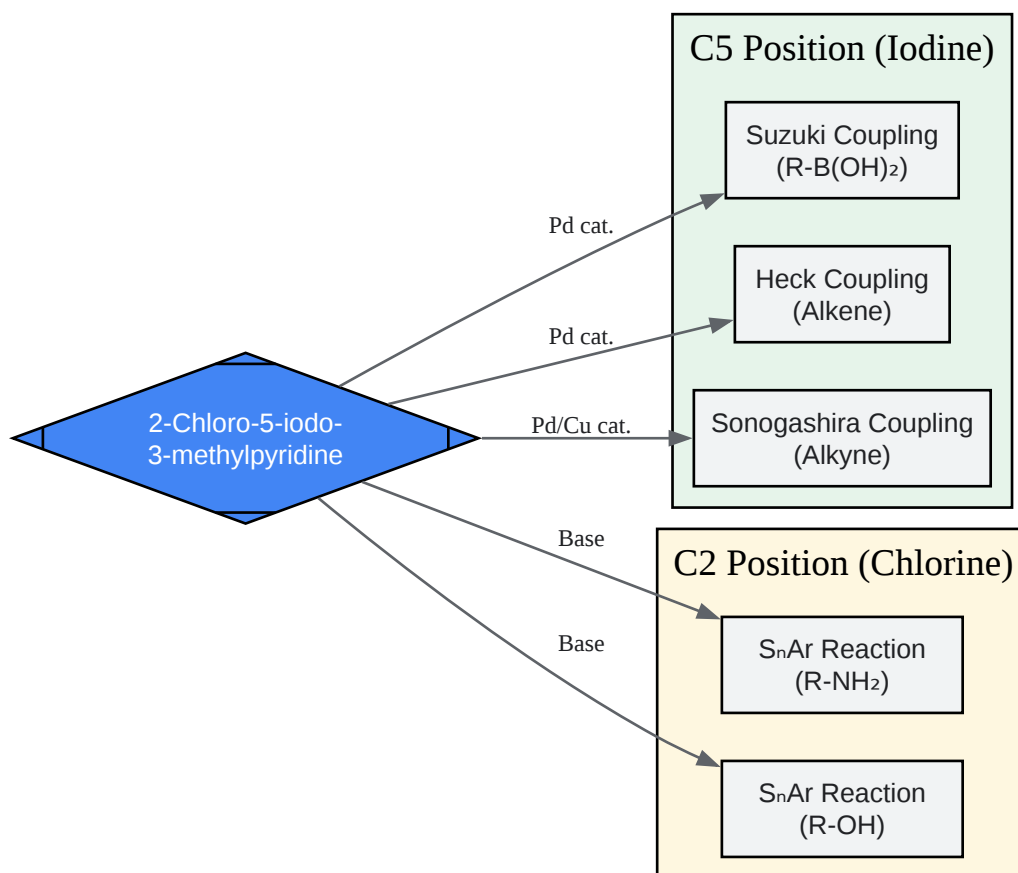 C5 Position (Iodine)
Suzuki Coupling
(R-B(OH)₂)
Pd cat.
Heck Coupling
(Alkene)
Pd cat.
2-Chloro-5-iodo-
3-methylpyridine
Pd/Cu cat.
Sonogashira Coupling
(Alkyne)
C2 Position (Chlorine)
Base
SₙAr Reaction
(R-NH₂)
Base
SₙAr Reaction
(R-OH)